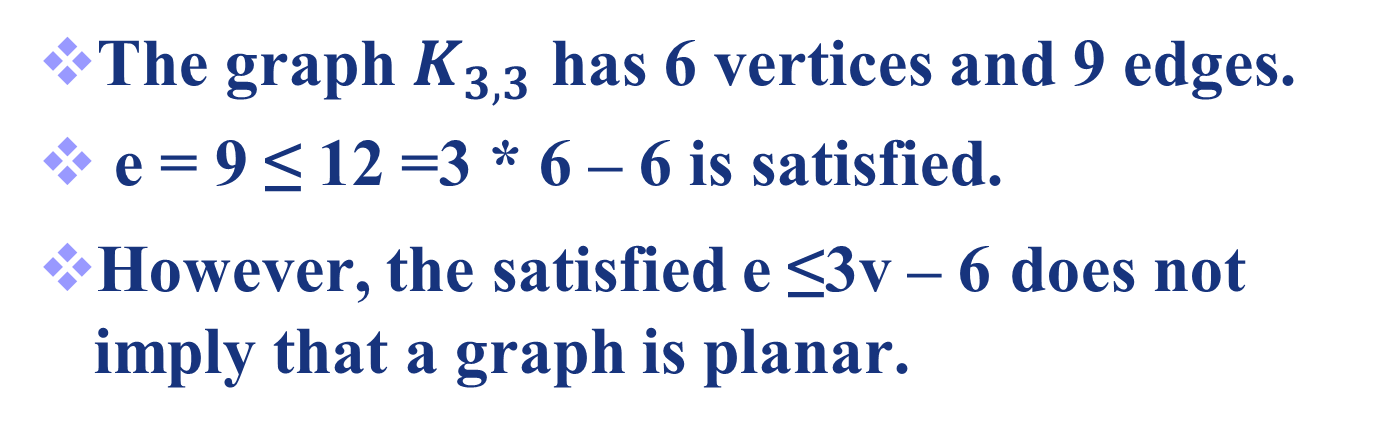 ❖The graph K3,3 has 6 vertices and 9 edges.
❖ e = 9 ≤ 12 =3 * 6 – 6 is satisfied.
❖However, the satisfied e ≤3v – 6 does not
imply that a graph is planar.